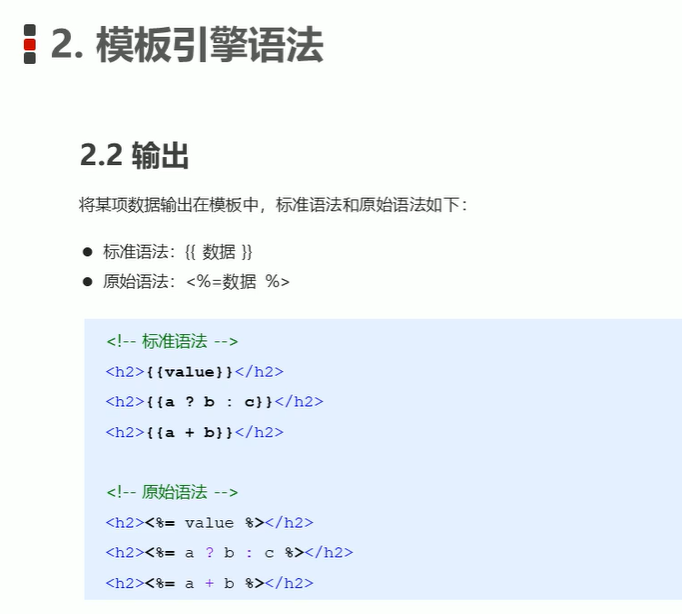 2. 模板引擎语法
2.2 输出
将某项数据输出在模板中，标准语法和原始语法如下：
● 标准语法：{{ 数据 }}
● 原始语法：<%=数据 %>
<!-- 标准语法 -->
<h2>{{value}}</h2>
<h2>{{a ? b : c}}</h2>
<h2>{{a + b}}</h2>
<!-- 原始语法 -->
<h2><%= value %></h2>
<h2><%= a ? b : c %></h2>
<h2><%= a + b %></h2>